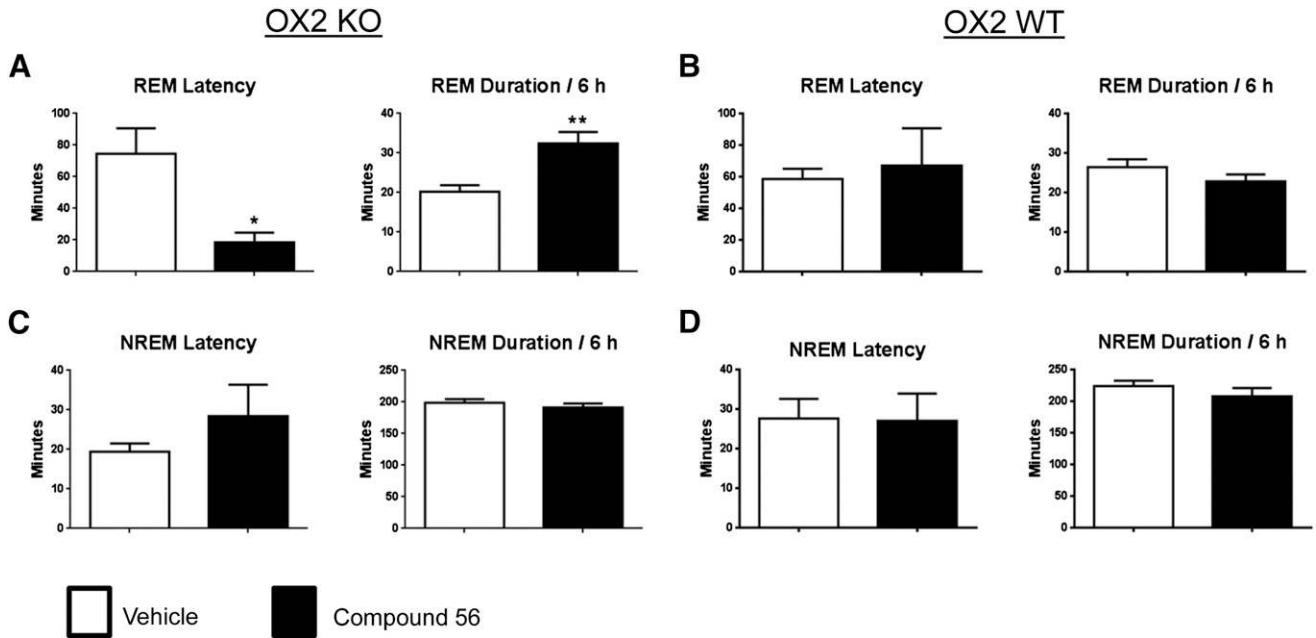 OX2 KO
OX2 WT
A
REM Latency
Minutes
100
80
60
40
20
0
*
REM Duration / 6 h
Minutes
40
30
20
10
0
**
B
REM Latency
Minutes
100
80
60
40
20
0
REM Duration / 6 h
Minutes
40
30
20
10
0
C
NREM Latency
Minutes
40
30
20
10
0
NREM Duration / 6 h
Minutes
250
200
150
100
50
0
D
NREM Latency
Minutes
40
30
20
10
0
NREM Duration / 6 h
Minutes
250
200
150
100
50
0
Vehicle
Compound 56